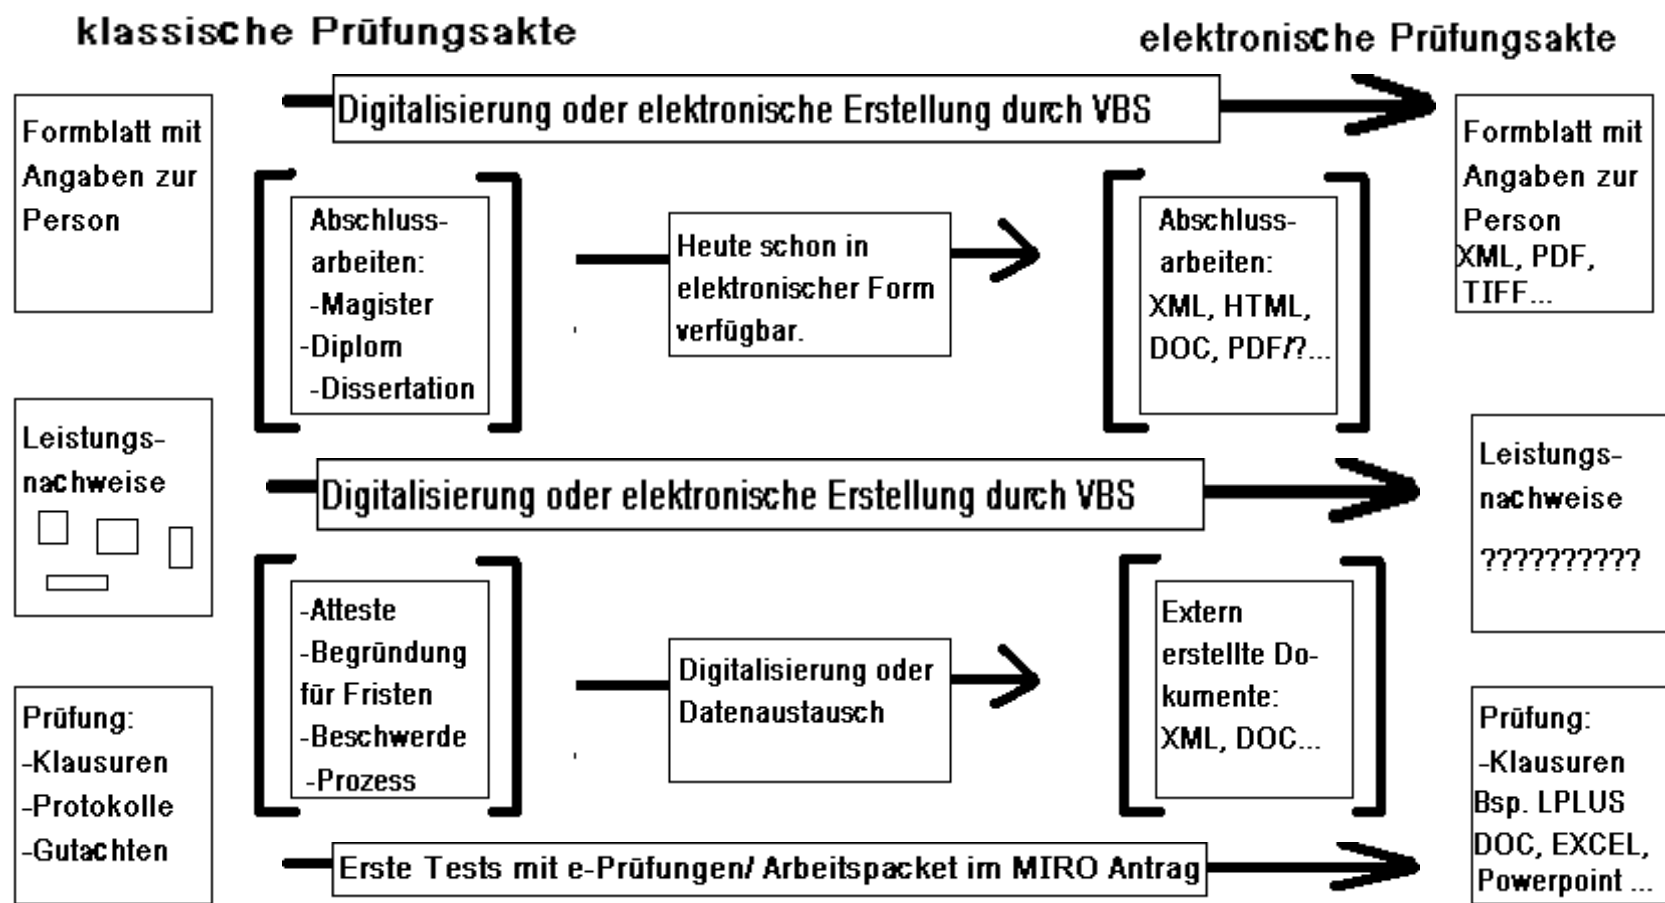 klassische Prüfungsakte
elektronische Prüfungsakte
Formblatt mit
Angaben zur
Person
Digitalisierung oder elektronische Erstellung durch VBS
Formblatt mit
Angaben zur
Person
XML, PDF,
TIFF...
Abschluss-
arbeiten:
-Magister
-Diplom
-Dissertation
Heute schon in
elektronischer Form
verfügbar.
Abschluss-
arbeiten:
XML, HTML,
DOC, PDF/?...
Leistungs-
nachweise
Digitalisierung oder elektronische Erstellung durch VBS
Leistungs-
nachweise
??????????
-Atteste
-Begründung
für Fristen
-Beschwerde
-Prozess
Digitalisierung oder
Datenaustausch
Extern
erstellte Do-
kumente:
XML, DOC...
Prüfung:
-Klausuren
-Protokolle
-Gutachten
Erste Tests mit e-Prüfungen/ Arbeitspacket im MIRO Antrag
Prüfung:
-Klausuren
Bsp. LPLUS
DOC, EXCEL,
Powerpoint ...